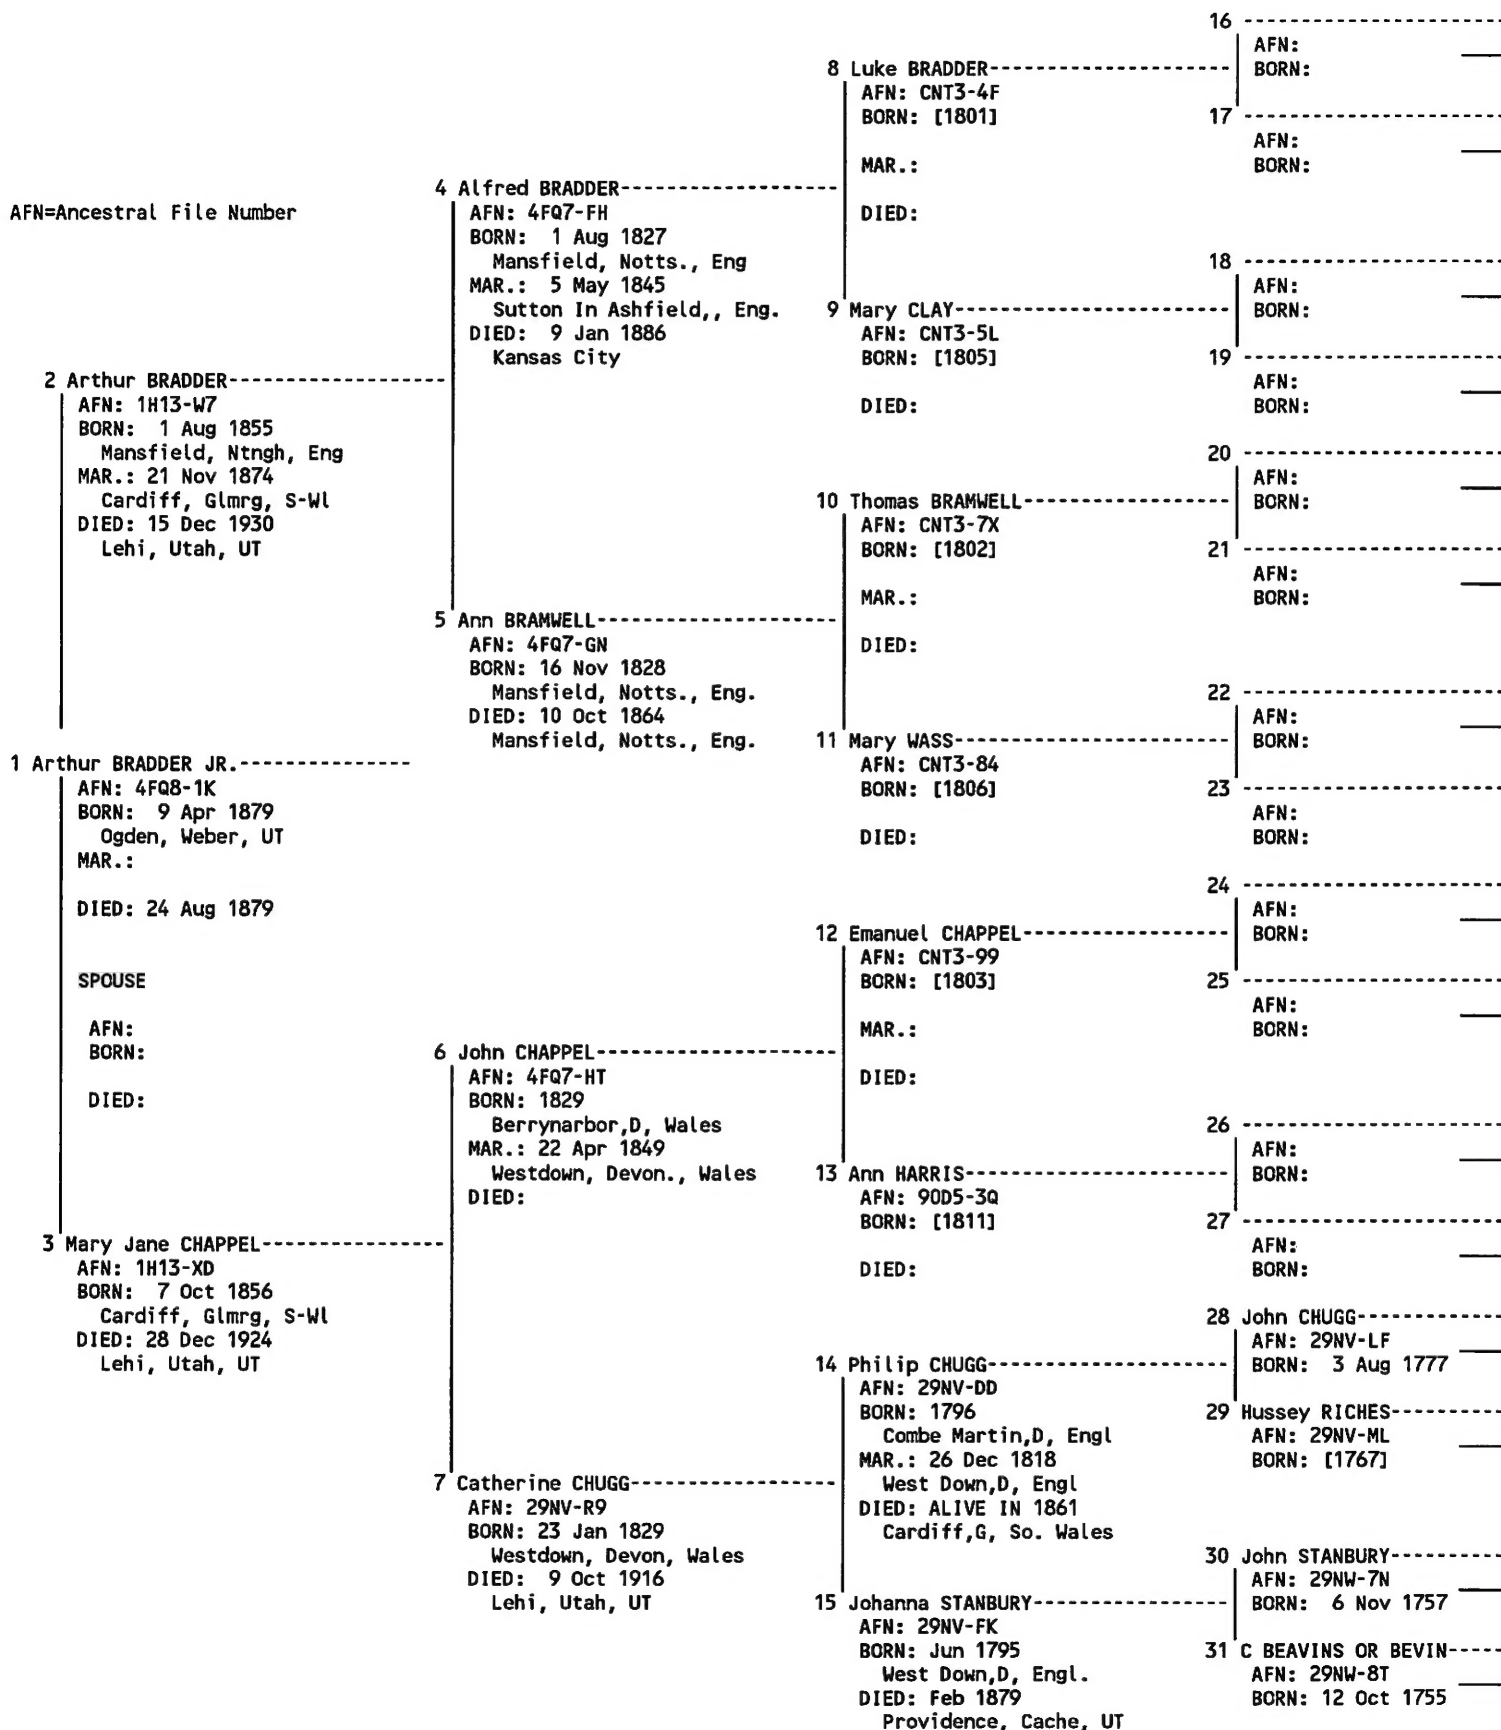 AFN=Ancestral File Number
1 Arthur BRADDER JR.
AFN: 4FQ8-1K
BORN: 9 Apr 1879
Ogden, Weber, UT
MAR.:
DIED: 24 Aug 1879
SPOUSE
AFN:
BORN:
DIED:
2 Arthur BRADDER
AFN: 1H13-W7
BORN: 1 Aug 1855
Mansfield, Ntngh, Eng
MAR.: 21 Nov 1874
Cardiff, Glmrg, S-Wl
DIED: 15 Dec 1930
Lehi, Utah, UT
3 Mary Jane CHAPPEL
AFN: 1H13-XD
BORN: 7 Oct 1856
Cardiff, Glmrg, S-Wl
DIED: 28 Dec 1924
Lehi, Utah, UT
4 Alfred BRADDER
AFN: 4FQ7-FH
BORN: 1 Aug 1827
Mansfield, Notts., Eng
MAR.: 5 May 1845
Sutton In Ashfield,, Eng.
DIED: 9 Jan 1886
Kansas City
5 Ann BRAMWELL
AFN: 4FQ7-GN
BORN: 16 Nov 1828
Mansfield, Notts., Eng.
DIED: 10 Oct 1864
Mansfield, Notts., Eng.
6 John CHAPPEL
AFN: 4FQ7-HT
BORN: 1829
Berrynarbor,D, Wales
MAR.: 22 Apr 1849
Westdown, Devon., Wales
DIED:
7 Catherine CHUGG
AFN: 29NV-R9
BORN: 23 Jan 1829
Westdown, Devon, Wales
DIED: 9 Oct 1916
Lehi, Utah, UT
8 Luke BRADDER
AFN: CNT3-4F
BORN: [1801]
MAR.:
DIED:
9 Mary CLAY
AFN: CNT3-5L
BORN: [1805]
DIED:
10 Thomas BRAMWELL
AFN: CNT3-7X
BORN: [1802]
MAR.:
DIED:
11 Mary WASS
AFN: CNT3-84
BORN: [1806]
DIED:
12 Emanuel CHAPPEL
AFN: CNT3-99
BORN: [1803]
MAR.:
DIED:
13 Ann HARRIS
AFN: 90D5-3Q
BORN: [1811]
DIED:
14 Philip CHUGG
AFN: 29NV-DD
BORN: 1796
Combe Martin,D, Engl
MAR.: 26 Dec 1818
West Down,D, Engl
DIED: ALIVE IN 1861
Cardiff,G, So. Wales
15 Johanna STANBURY
AFN: 29NV-FK
BORN: Jun 1795
West Down,D, Engl.
DIED: Feb 1879
Providence, Cache, UT
16
AFN:
BORN:
17
AFN:
BORN:
18
AFN:
BORN:
19
AFN:
BORN:
20
AFN:
BORN:
21
AFN:
BORN:
22
AFN:
BORN:
23
AFN:
BORN:
24
AFN:
BORN:
25
AFN:
BORN:
26
AFN:
BORN:
27
AFN:
BORN:
28 John CHUGG
AFN: 29NV-LF
BORN: 3 Aug 1777
29 Hussey RICHES
AFN: 29NV-ML
BORN: [1767]
30 John STANBURY
AFN: 29NW-7N
BORN: 6 Nov 1757
31 C BEAVINS OR BEVIN
AFN: 29NW-8T
BORN: 12 Oct 1755